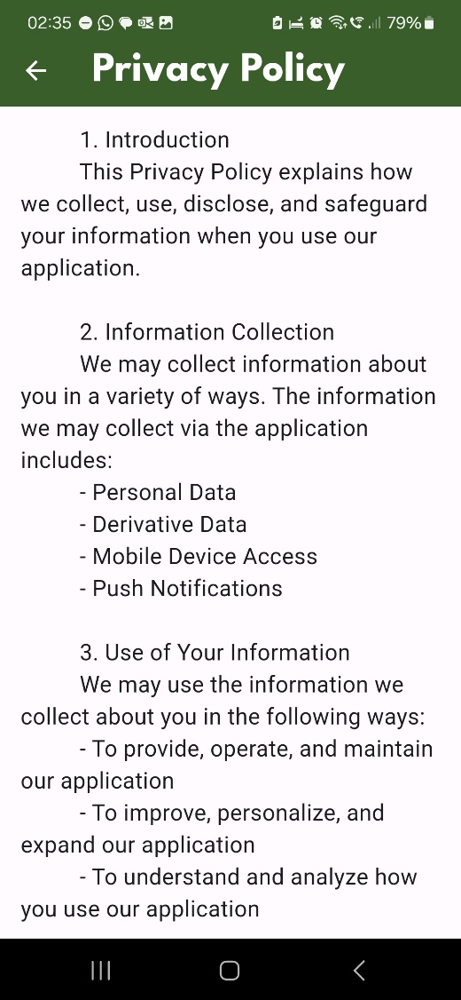 02:35
79%
Privacy Policy
1. Introduction
This Privacy Policy explains how
we collect, use, disclose, and safeguard
your information when you use our
application.
2. Information Collection
We may collect information about
you in a variety of ways. The information
we may collect via the application
includes:
- Personal Data
- Derivative Data
- Mobile Device Access
- Push Notifications
3. Use of Your Information
We may use the information we
collect about you in the following ways:
- To provide, operate, and maintain
our application
- To improve, personalize, and
expand our application
- To understand and analyze how
you use our application